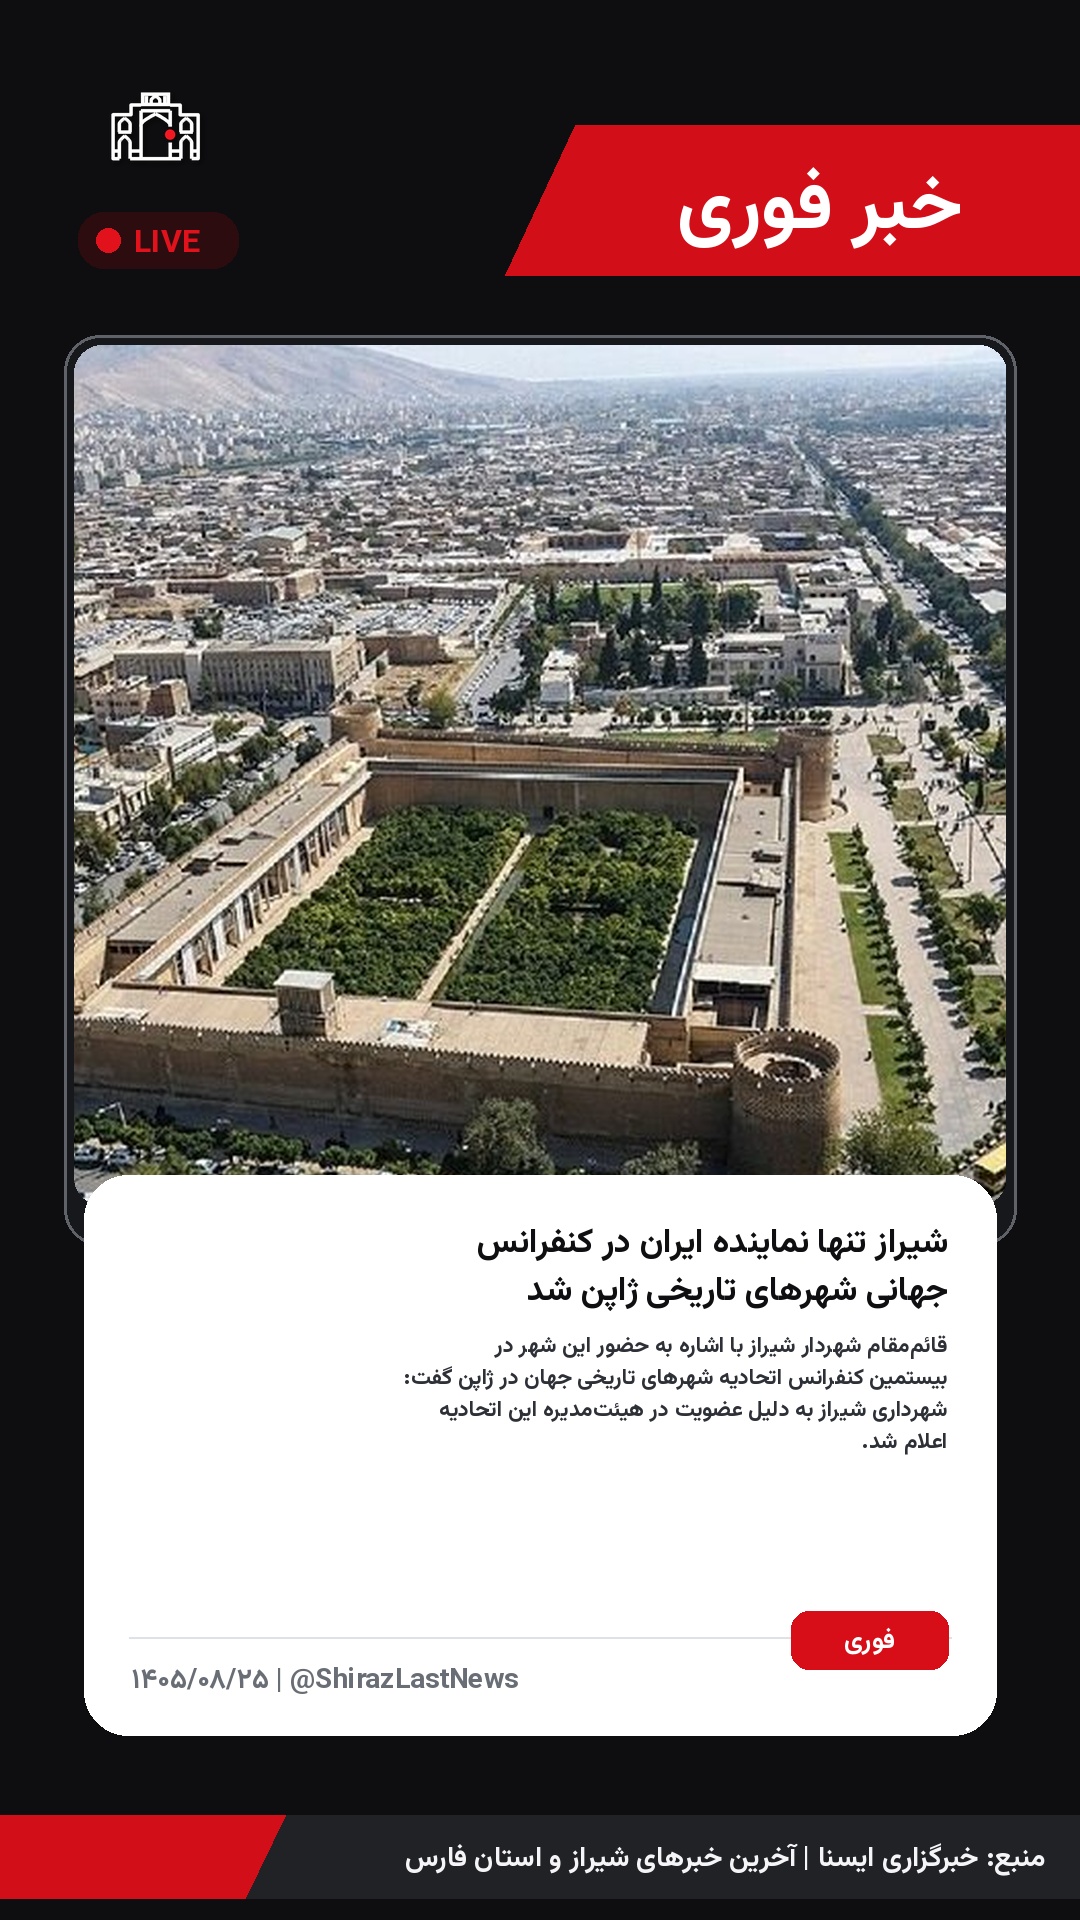 خبر فوری
LIVE
شیراز تنها نماینده ایران در کنفرانس
جهانی شهرهای تاریخی ژاپن شد
قائم‌مقام شهردار شیراز با اشاره به حضور این شهر در
بیستمین کنفرانس اتحادیه شهرهای تاریخی جهان در ژاپن گفت:
شهرداری شیراز به دلیل عضویت در هیئت‌مدیره این اتحادیه
اعلام شد.
فوری
۱۴۰۵/۰۸/۲۵ | @ShirazLastNews
منبع: خبرگزاری ایسنا | آخرین خبرهای شیراز و استان فارس